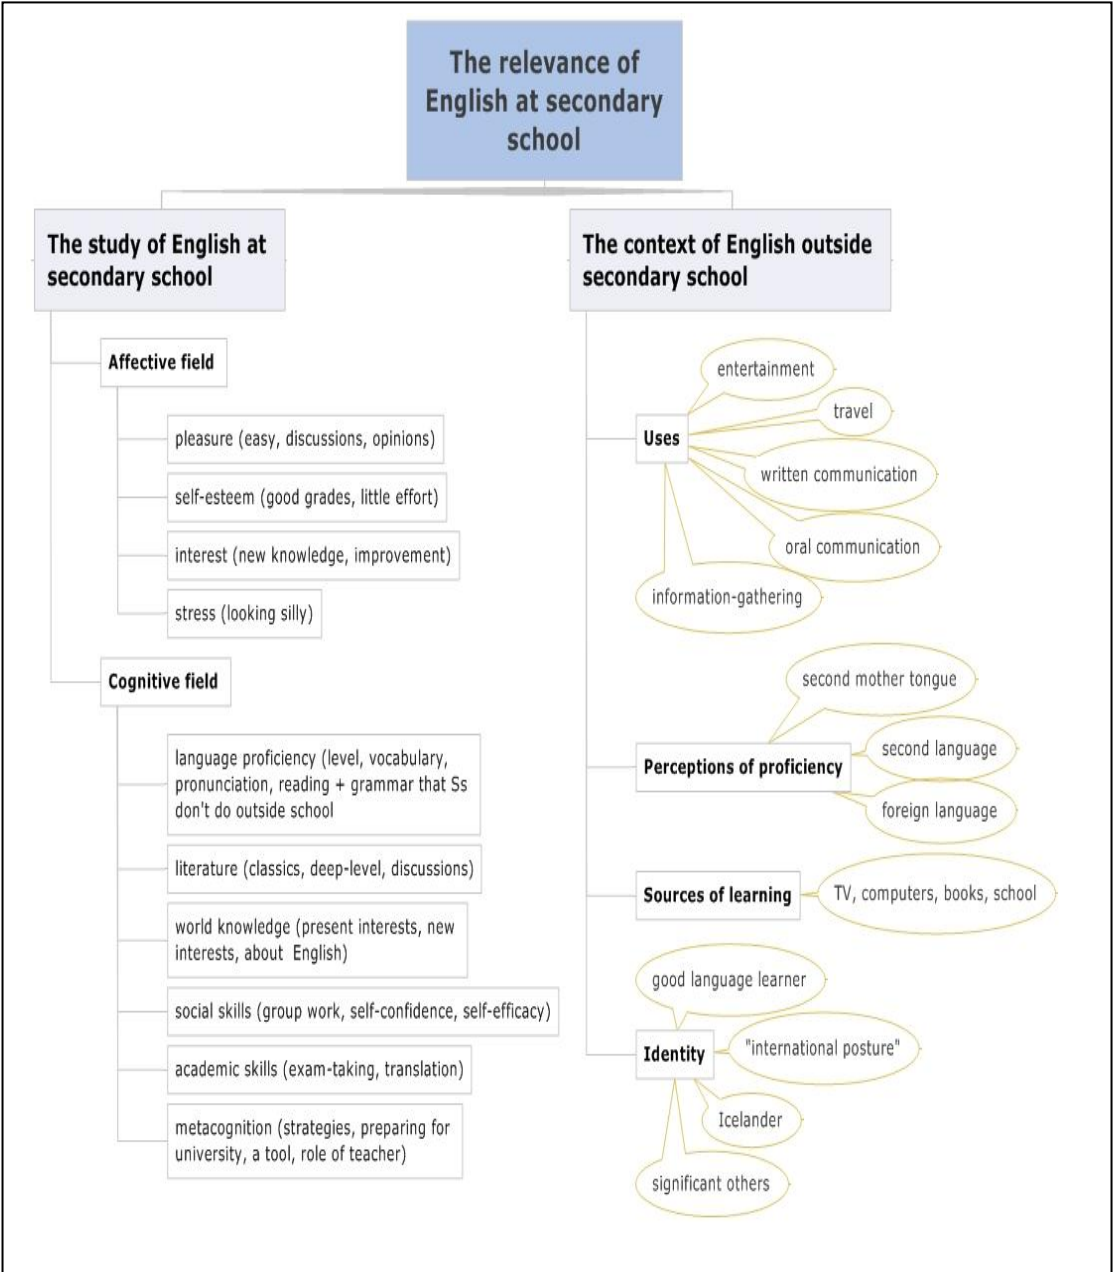 The relevance of
English at secondary
school
The study of English at
secondary school
Affective field
pleasure (easy, discussions, opinions)
self-esteem (good grades, little effort)
interest (new knowledge, improvement)
stress (looking silly)
Cognitive field
language proficiency (level, vocabulary,
pronunciation, reading + grammar that Ss
don't do outside school
literature (classics, deep-level, discussions)
world knowledge (present interests, new
interests, about  English)
social skills (group work, self-confidence, self-efficacy)
academic skills (exam-taking, translation)
metacognition (strategies, preparing for
university, a tool, role of teacher)
The context of English outside
secondary school
Uses
entertainment
travel
written communication
oral communication
information-gathering
Perceptions of proficiency
second mother tongue
second language
foreign language
Sources of learning
TV, computers, books, school
Identity
good language learner
"international posture"
Icelander
significant others